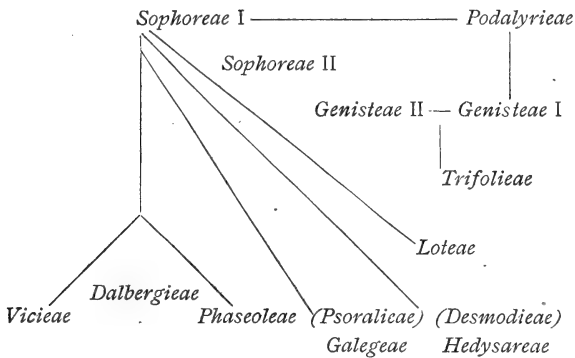 Sophoreae I Podalyrieae
Sophoreae II
Genisteae II Genisteae I
Trifolieae
Loteae
Dalbergieae
Vicieae Phaseoleae (Psoralieae) (Desmodieae)
Galegeae Hedysareae